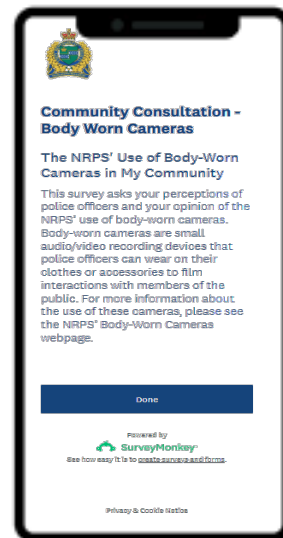 Community Consultation -
Body Worn Cameras
The NRPS' Use of Body-Worn
Cameras in My Community
This survey asks your perceptions of
police officers and your opinion of the
NRPS' use of body-worn cameras.
Body-worn cameras are small
audio/video recording devices that
police officers can wear on their
clothes or accessories to film
interactions with members of the
public. For more information about
the use of these cameras, please see
the NRPS' Body-Worn Cameras
webpage.
Done
Powered by
SurveyMonkey
See how easy it is to create surveys and forms.
Privacy & Cookie Notice